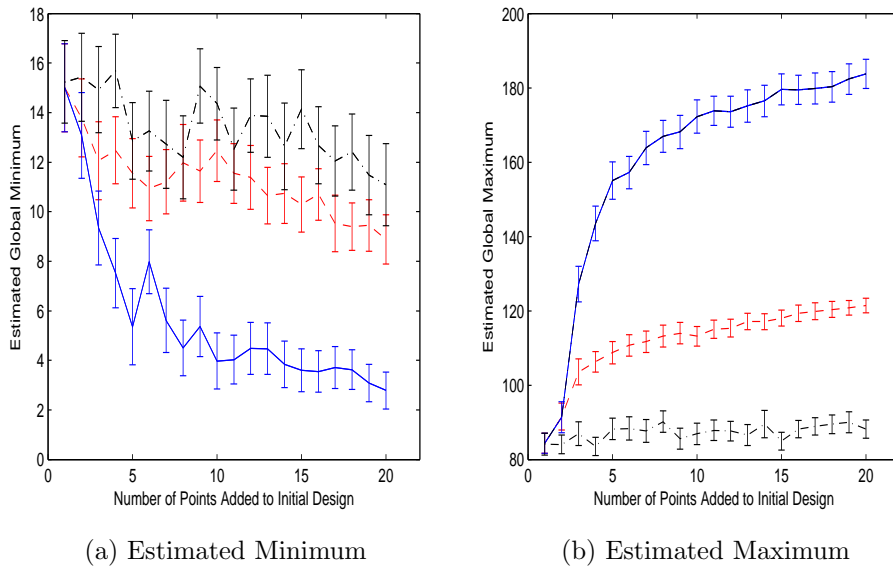 18
16
14
12
10
8
6
4
2
0
Estimated Global Minimum
0 5 10 15 20
Number of Points Added to Initial Design
(a) Estimated Minimum
200
180
160
140
120
100
80
Estimated Global Maximum
0 5 10 15 20
Number of Points Added to Initial Design
(b) Estimated Maximum